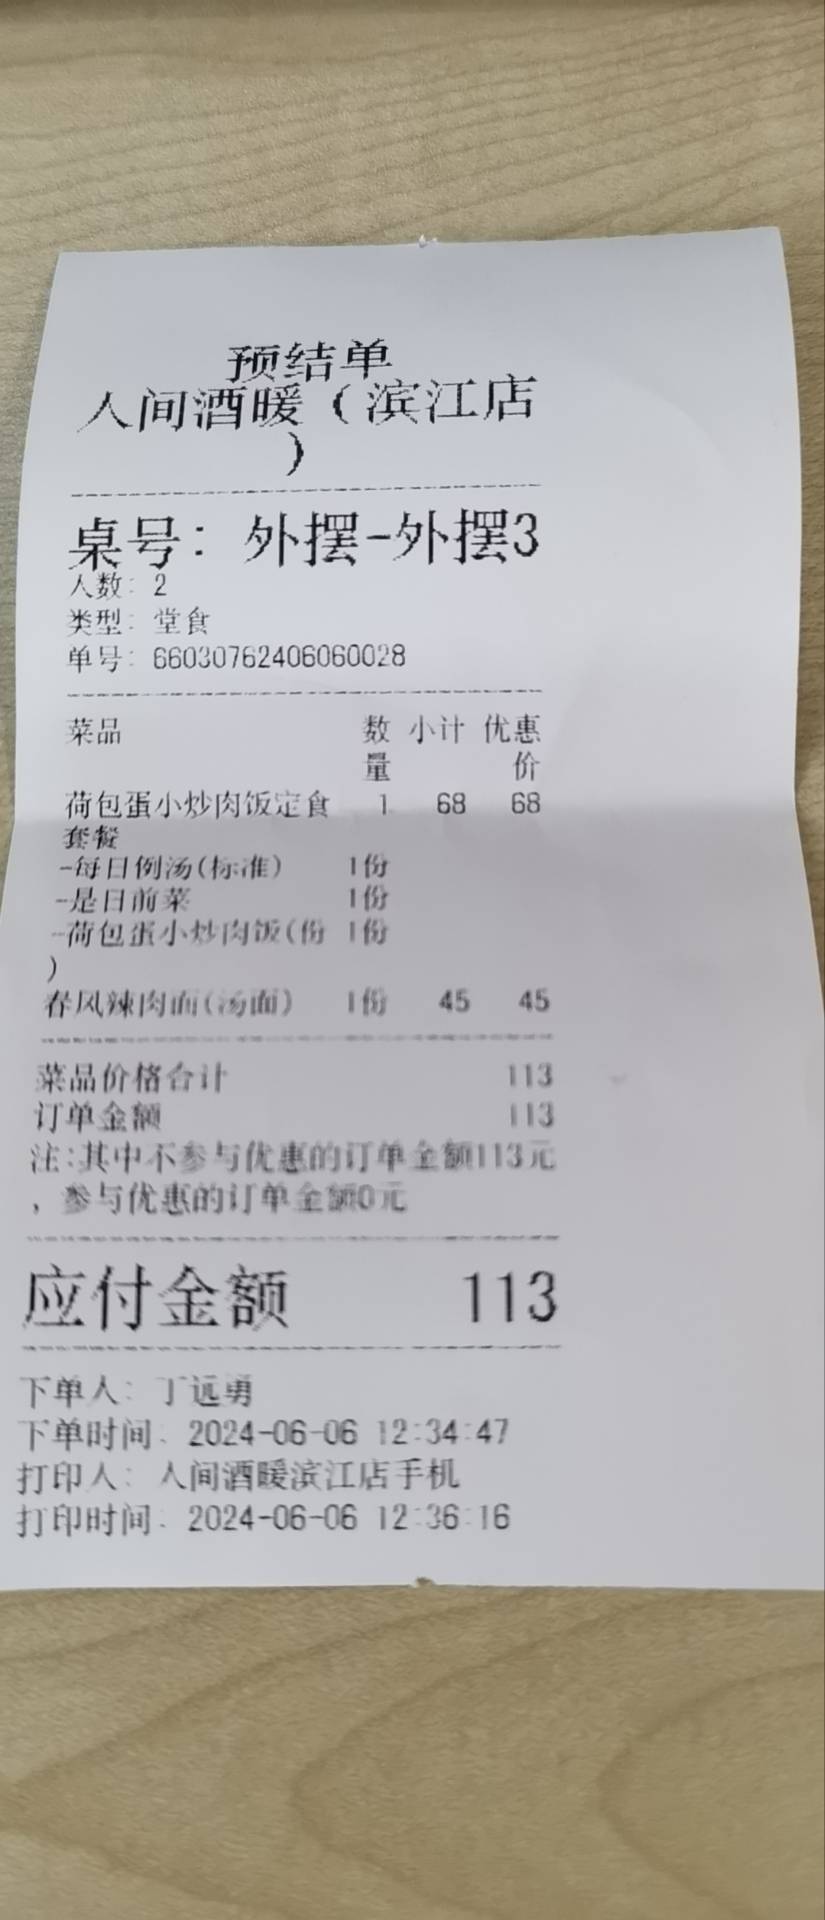 预结单
人间酒暖（滨江店
）
桌号：外摆-外摆3
人数：2
类型：堂食
单号：66030762406060028
菜品 数 小计 优惠
量 价
荷包蛋小炒肉饭定食 1 68 68
套餐
-每日例汤(标准) 1份
-是日前菜 1份
-荷包蛋小炒肉饭(份 1份
)
春风辣肉面(汤面) 1份 45 45
菜品价格合计 113
订单金额 113
注:其中不参与优惠的订单金额113元
，参与优惠的订单金额0元
应付金额 113
下单人：丁远勇
下单时间：2024-06-06 12:34:47
打印人：人间酒暖滨江店手机
打印时间：2024-06-06 12:36:16